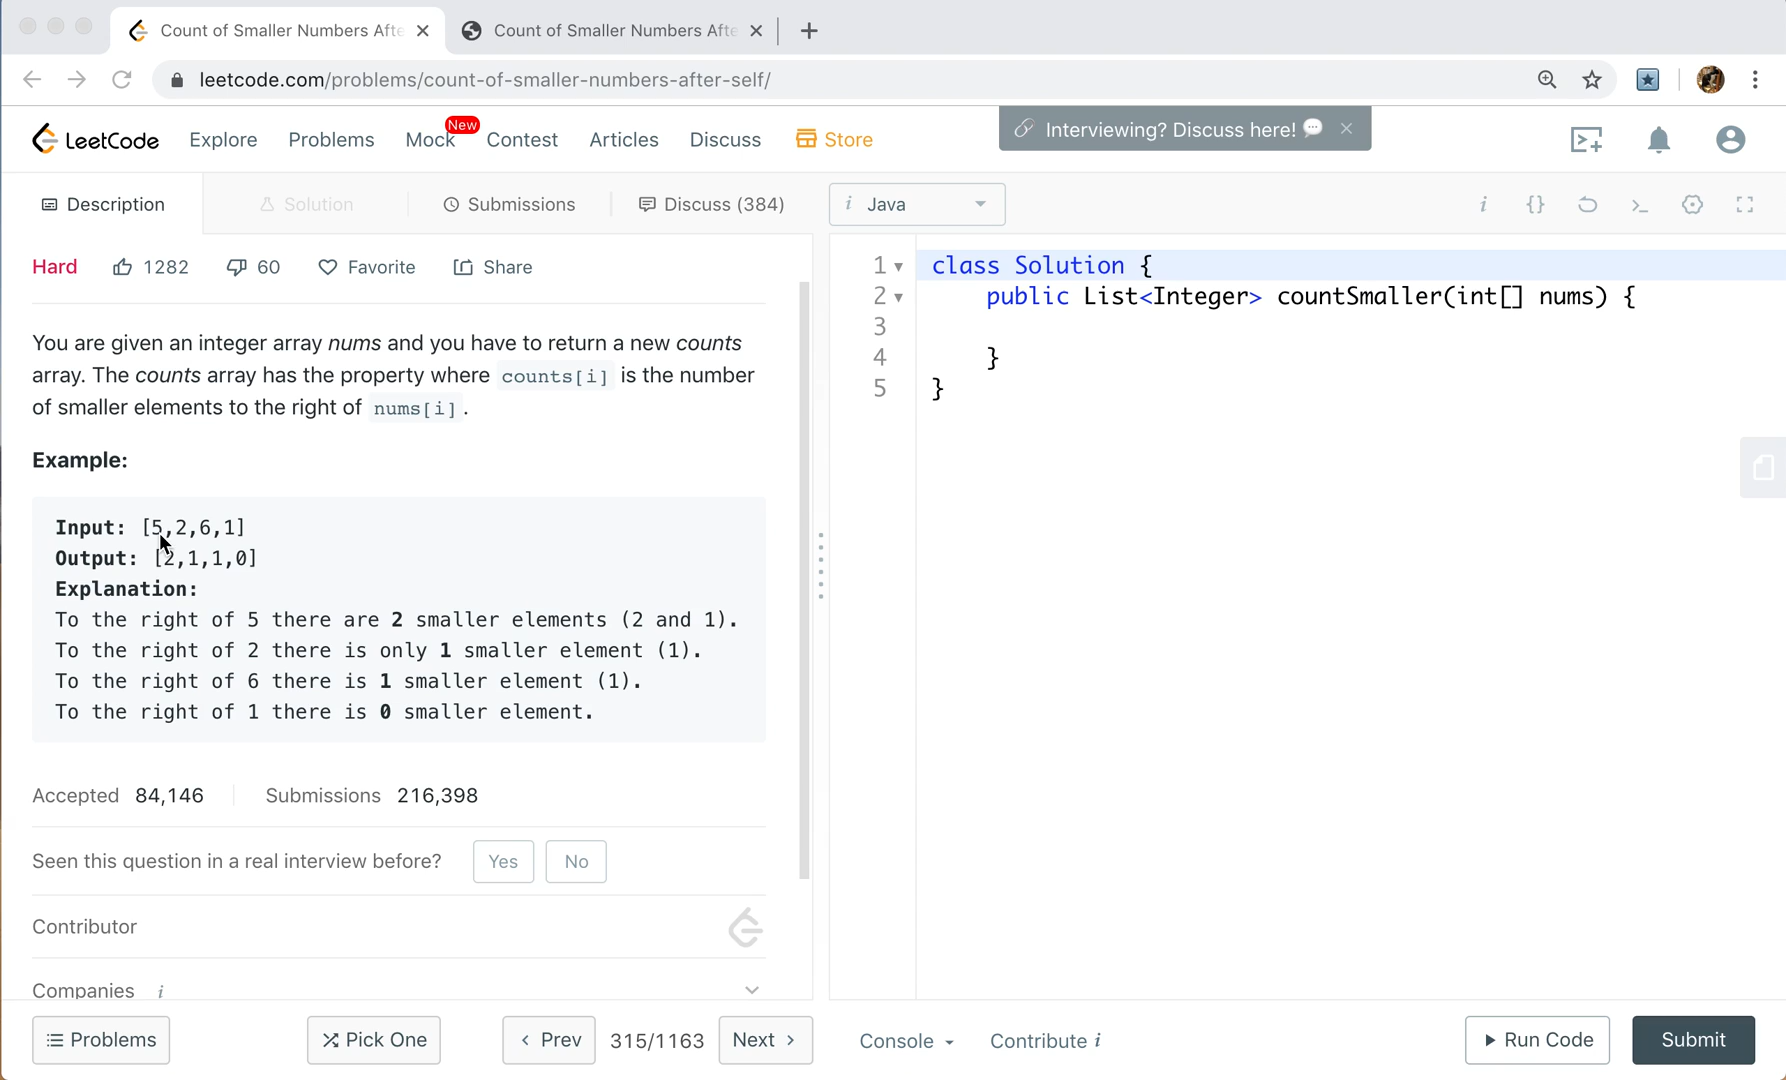 Count of Smaller Numbers Afte
Count of Smaller Numbers Afte
leetcode.com/problems/count-of-smaller-numbers-after-self/
LeetCode Explore Problems Mock New Contest Articles Discuss Store
Interviewing? Discuss here!
Description Solution Submissions Discuss (384)
i Java
i {}
Hard 1282 60 Favorite Share
You are given an integer array nums and you have to return a new counts
array. The counts array has the property where counts[i] is the number
of smaller elements to the right of nums[i].
Example:
Input: [5,2,6,1]
Output: [2,1,1,0]
Explanation:
To the right of 5 there are 2 smaller elements (2 and 1).
To the right of 2 there is only 1 smaller element (1).
To the right of 6 there is 1 smaller element (1).
To the right of 1 there is 0 smaller element.
Accepted 84,146 Submissions 216,398
Seen this question in a real interview before? Yes No
Contributor
Companies i
1 class Solution {
2 public List<Integer> countSmaller(int[] nums) {
3
4 }
5 }
Problems Pick One Prev 315/1163 Next Console Contribute i Run Code Submit